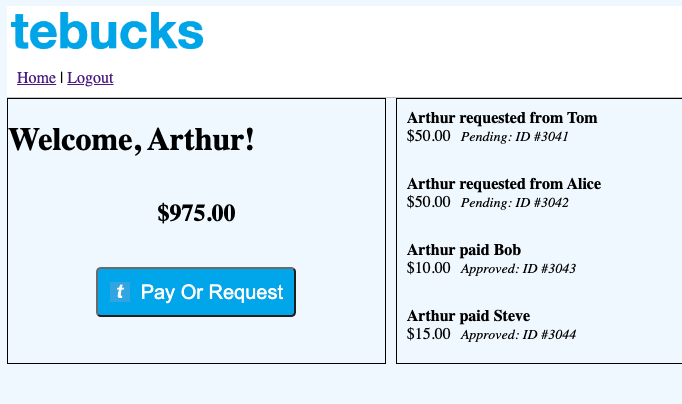 tebucks
Home | Logout
Welcome, Arthur!
$975.00
t Pay Or Request
Arthur requested from Tom
$50.00 Pending: ID #3041
Arthur requested from Alice
$50.00 Pending: ID #3042
Arthur paid Bob
$10.00 Approved: ID #3043
Arthur paid Steve
$15.00 Approved: ID #3044